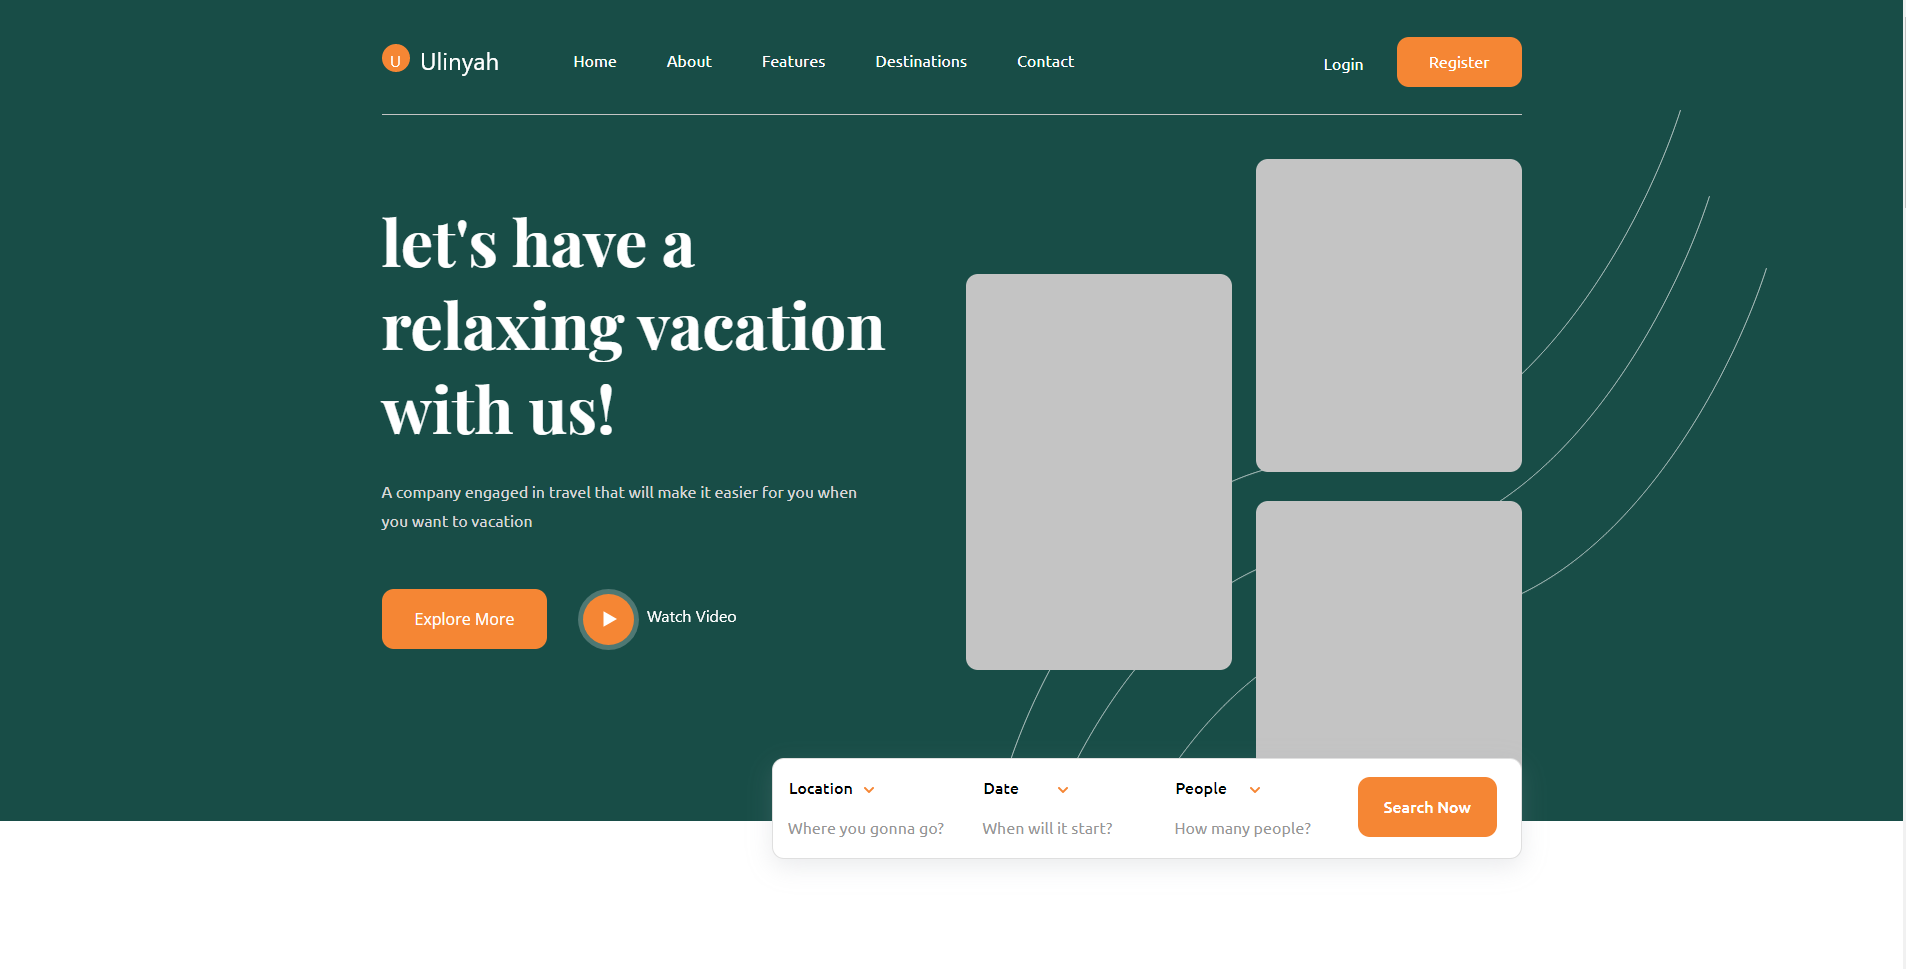 U Ulinyah Home About Features Destinations Contact Login Register
let's have a
relaxing vacation
with us!
A company engaged in travel that will make it easier for you when
you want to vacation
Explore More Watch Video
Location Date People
Where you gonna go? When will it start? How many people?
Search Now